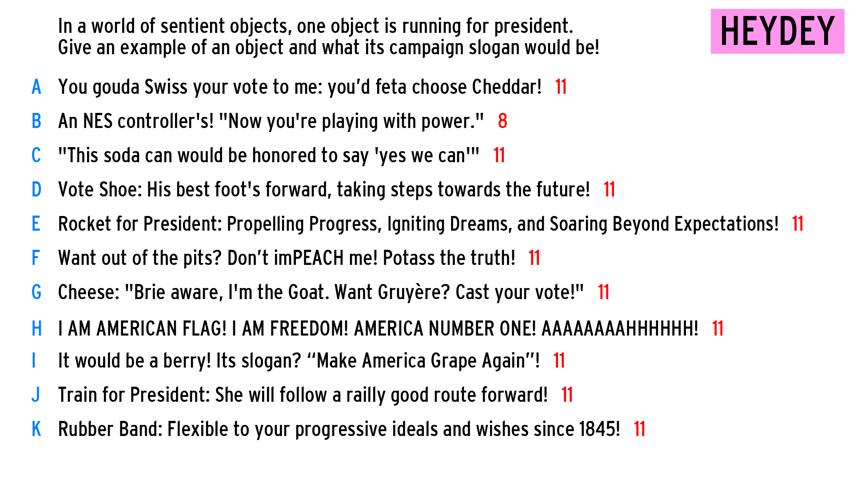 In a world of sentient objects, one object is running for president.
Give an example of an object and what its campaign slogan would be!
HEYDEY
A You gouda Swiss your vote to me: you'd feta choose Cheddar! 11
B An NES controller's! "Now you're playing with power." 8
C "This soda can would be honored to say 'yes we can'" 11
D Vote Shoe: His best foot's forward, taking steps towards the future! 11
E Rocket for President: Propelling Progress, Igniting Dreams, and Soaring Beyond Expectations! 11
F Want out of the pits? Don’t imPEACH me! Potass the truth! 11
G Cheese: "Brie aware, I'm the Goat. Want Gruyère? Cast your vote!" 11
H I AM AMERICAN FLAG! I AM FREEDOM! AMERICA NUMBER ONE! AAAAAAAAHHHHHH! 11
I It would be a berry! Its slogan? “Make America Grape Again”! 11
J Train for President: She will follow a railly good route forward! 11
K Rubber Band: Flexible to your progressive ideals and wishes since 1845! 11